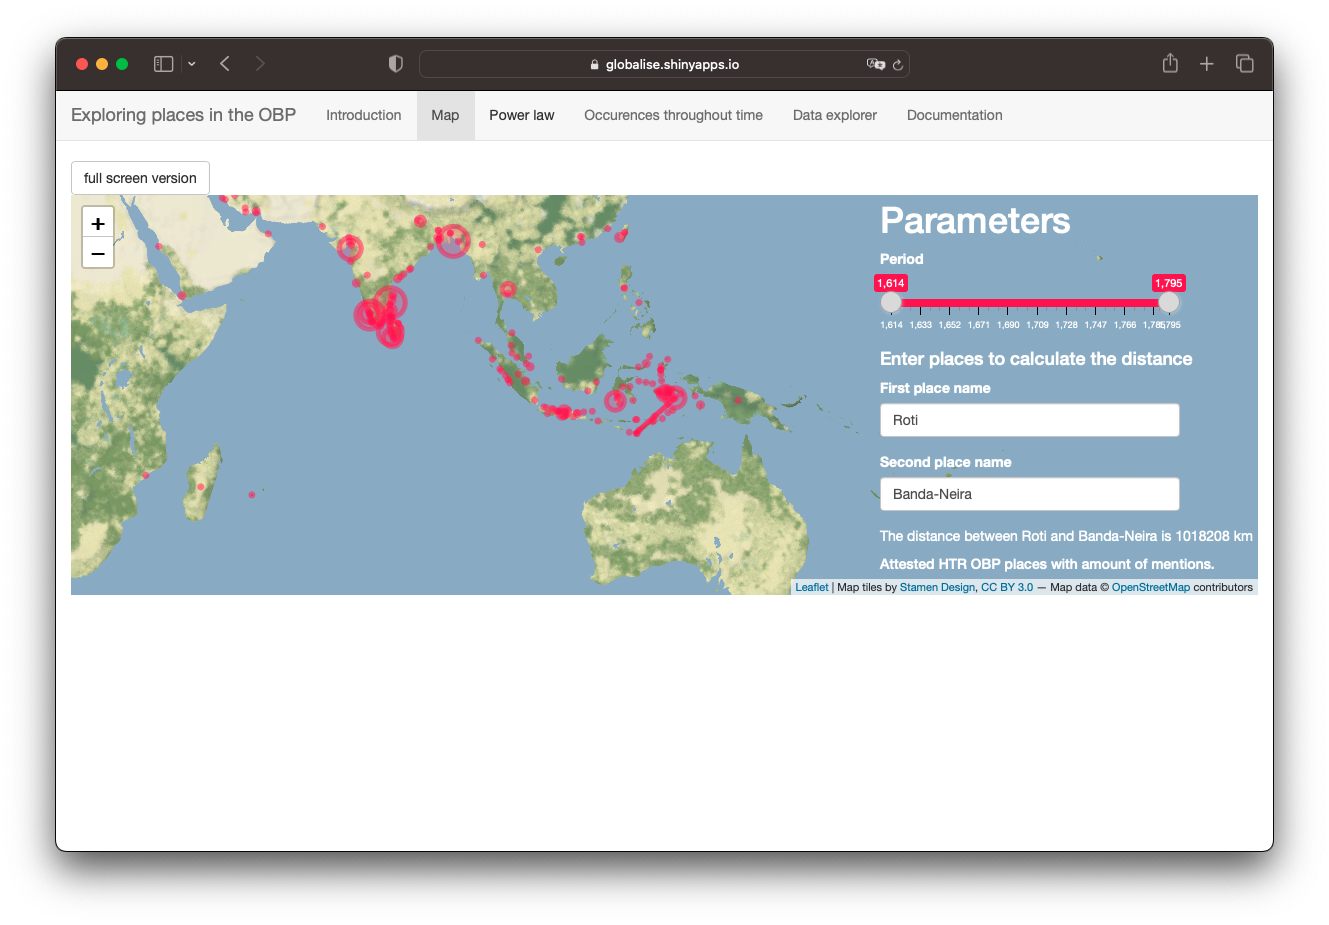 globalise.shinyapps.io
Exploring places in the OBP
Introduction
Map
Power law
Occurences throughout time
Data explorer
Documentation
full screen version
+
−
Parameters
Period
1,614 1,795
1,614 1,633 1,652 1,671 1,690 1,709 1,728 1,747 1,766 1,795
Enter places to calculate the distance
First place name
Roti
Second place name
Banda-Neira
The distance between Roti and Banda-Neira is 1018208 km
Attested HTR OBP places with amount of mentions.
Leaflet | Map tiles by Stamen Design, CC BY 3.0 — Map data © OpenStreetMap contributors